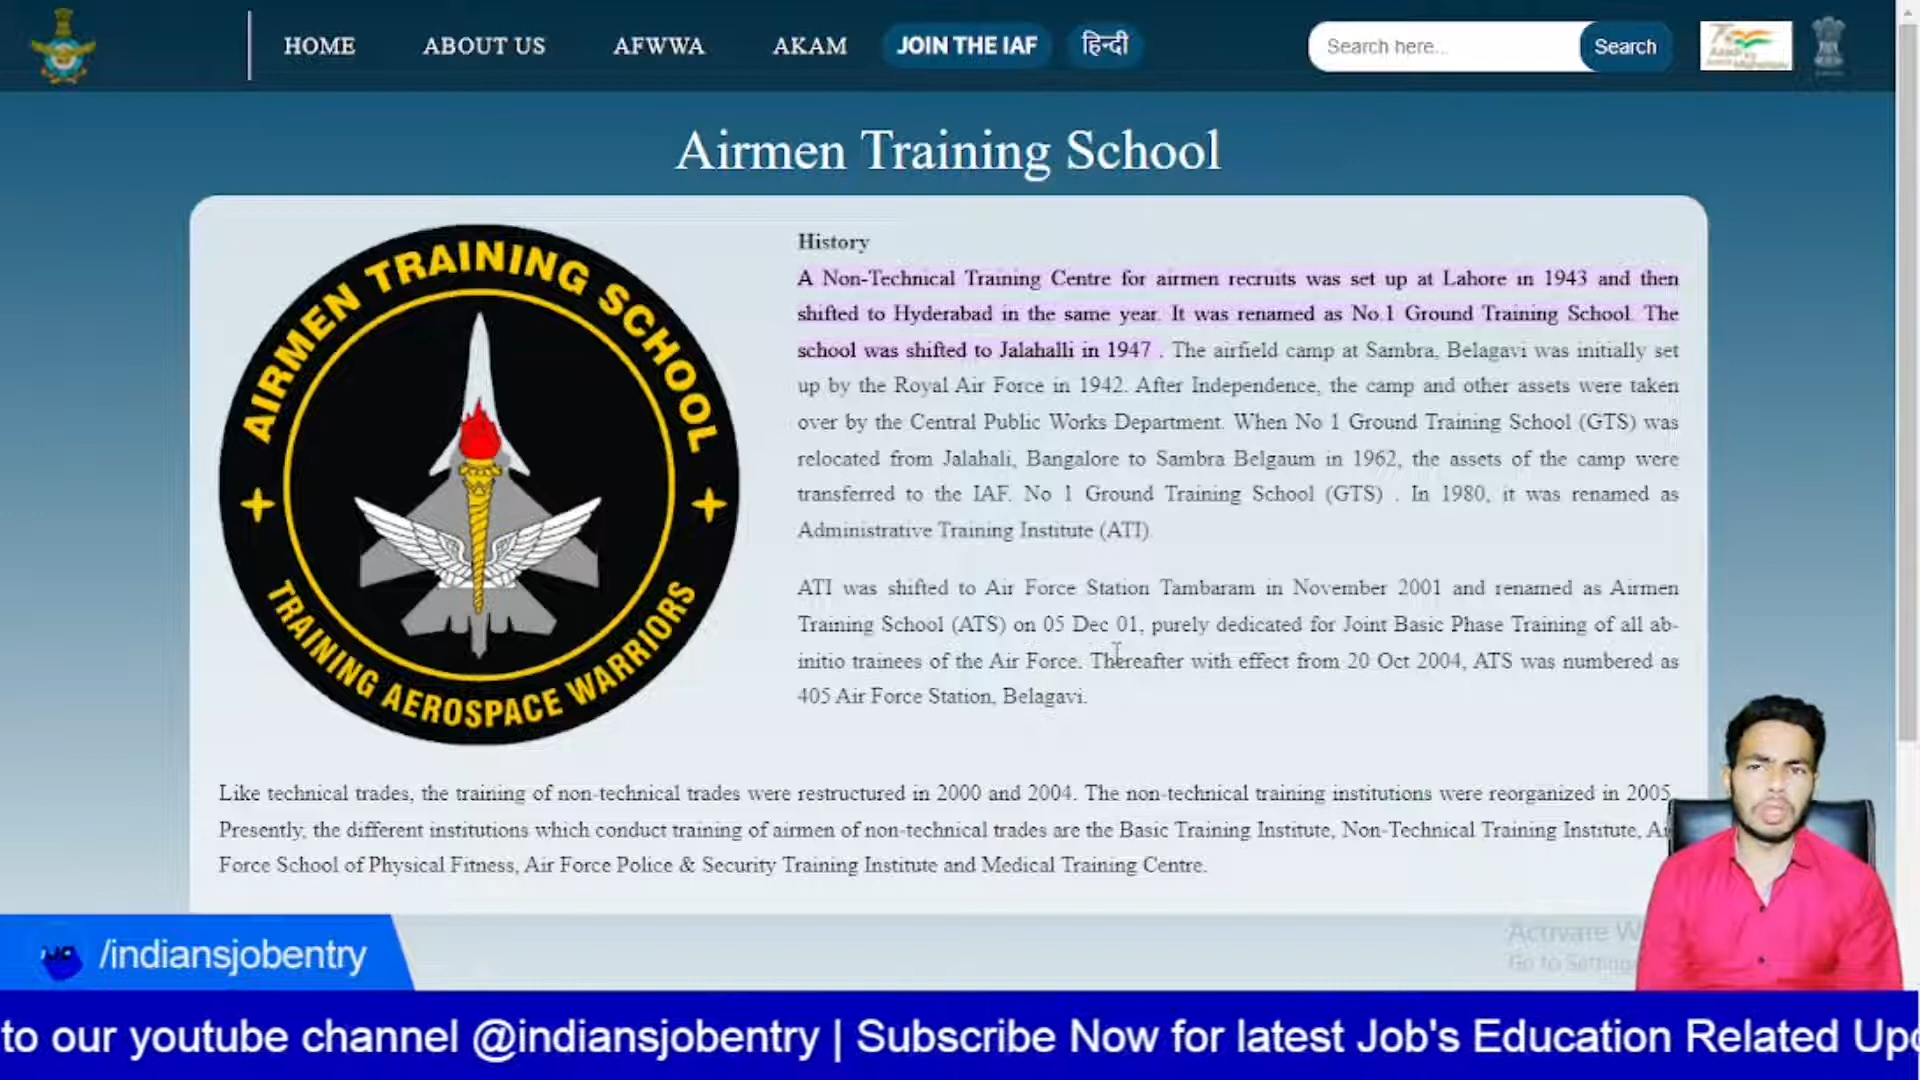 HOME ABOUT US AFWWA AKAM JOIN THE IAF हिन्दी Search here... Search
Airmen Training School
AIRMEN TRAINING SCHOOL
TRAINING AEROSPACE WARRIORS
History
A Non-Technical Training Centre for airmen recruits was set up at Lahore in 1943 and then
shifted to Hyderabad in the same year. It was renamed as No.1 Ground Training School. The
school was shifted to Jalahalli in 1947 . The airfield camp at Sambra, Belagavi was initially set
up by the Royal Air Force in 1942. After Independence, the camp and other assets were taken
over by the Central Public Works Department. When No 1 Ground Training School (GTS) was
relocated from Jalahali, Bangalore to Sambra Belgaum in 1962, the assets of the camp were
transferred to the IAF. No 1 Ground Training School (GTS) . In 1980, it was renamed as
Administrative Training Institute (ATI).
ATI was shifted to Air Force Station Tambaram in November 2001 and renamed as Airmen
Training School (ATS) on 05 Dec 01, purely dedicated for Joint Basic Phase Training of all ab-
initio trainees of the Air Force. Thereafter with effect from 20 Oct 2004, ATS was numbered as
405 Air Force Station, Belagavi.
Like technical trades, the training of non-technical trades were restructured in 2000 and 2004. The non-technical training institutions were reorganized in 2005.
Presently, the different institutions which conduct training of airmen of non-technical trades are the Basic Training Institute, Non-Technical Training Institute, Ai
Force School of Physical Fitness, Air Force Police & Security Training Institute and Medical Training Centre.
Activate W
Go to Setting
/indiansjobentry
to our youtube channel @indiansjobentry | Subscribe Now for latest Job's Education Related Up